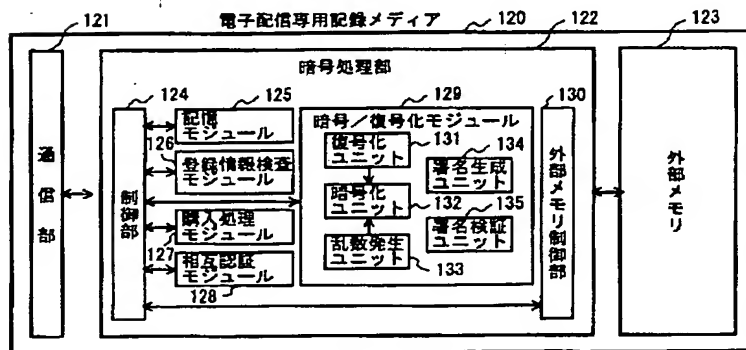 電子配信専用記録メディア
120
121
122
123
暗号処理部
124
125
129
130
記憶
モジュール
126
登録情報検査
モジュール
購入処理
モジュール
127
相互認証
モジュール
128
暗号/復号化モジュール
復号化
ユニット
131
暗号化
ユニット
132
乱数発生
ユニット
133
134
署名生成
ユニット
135
署名検証
ユニット
通信部
制御部
外部メモリ制御部
外部メモリ